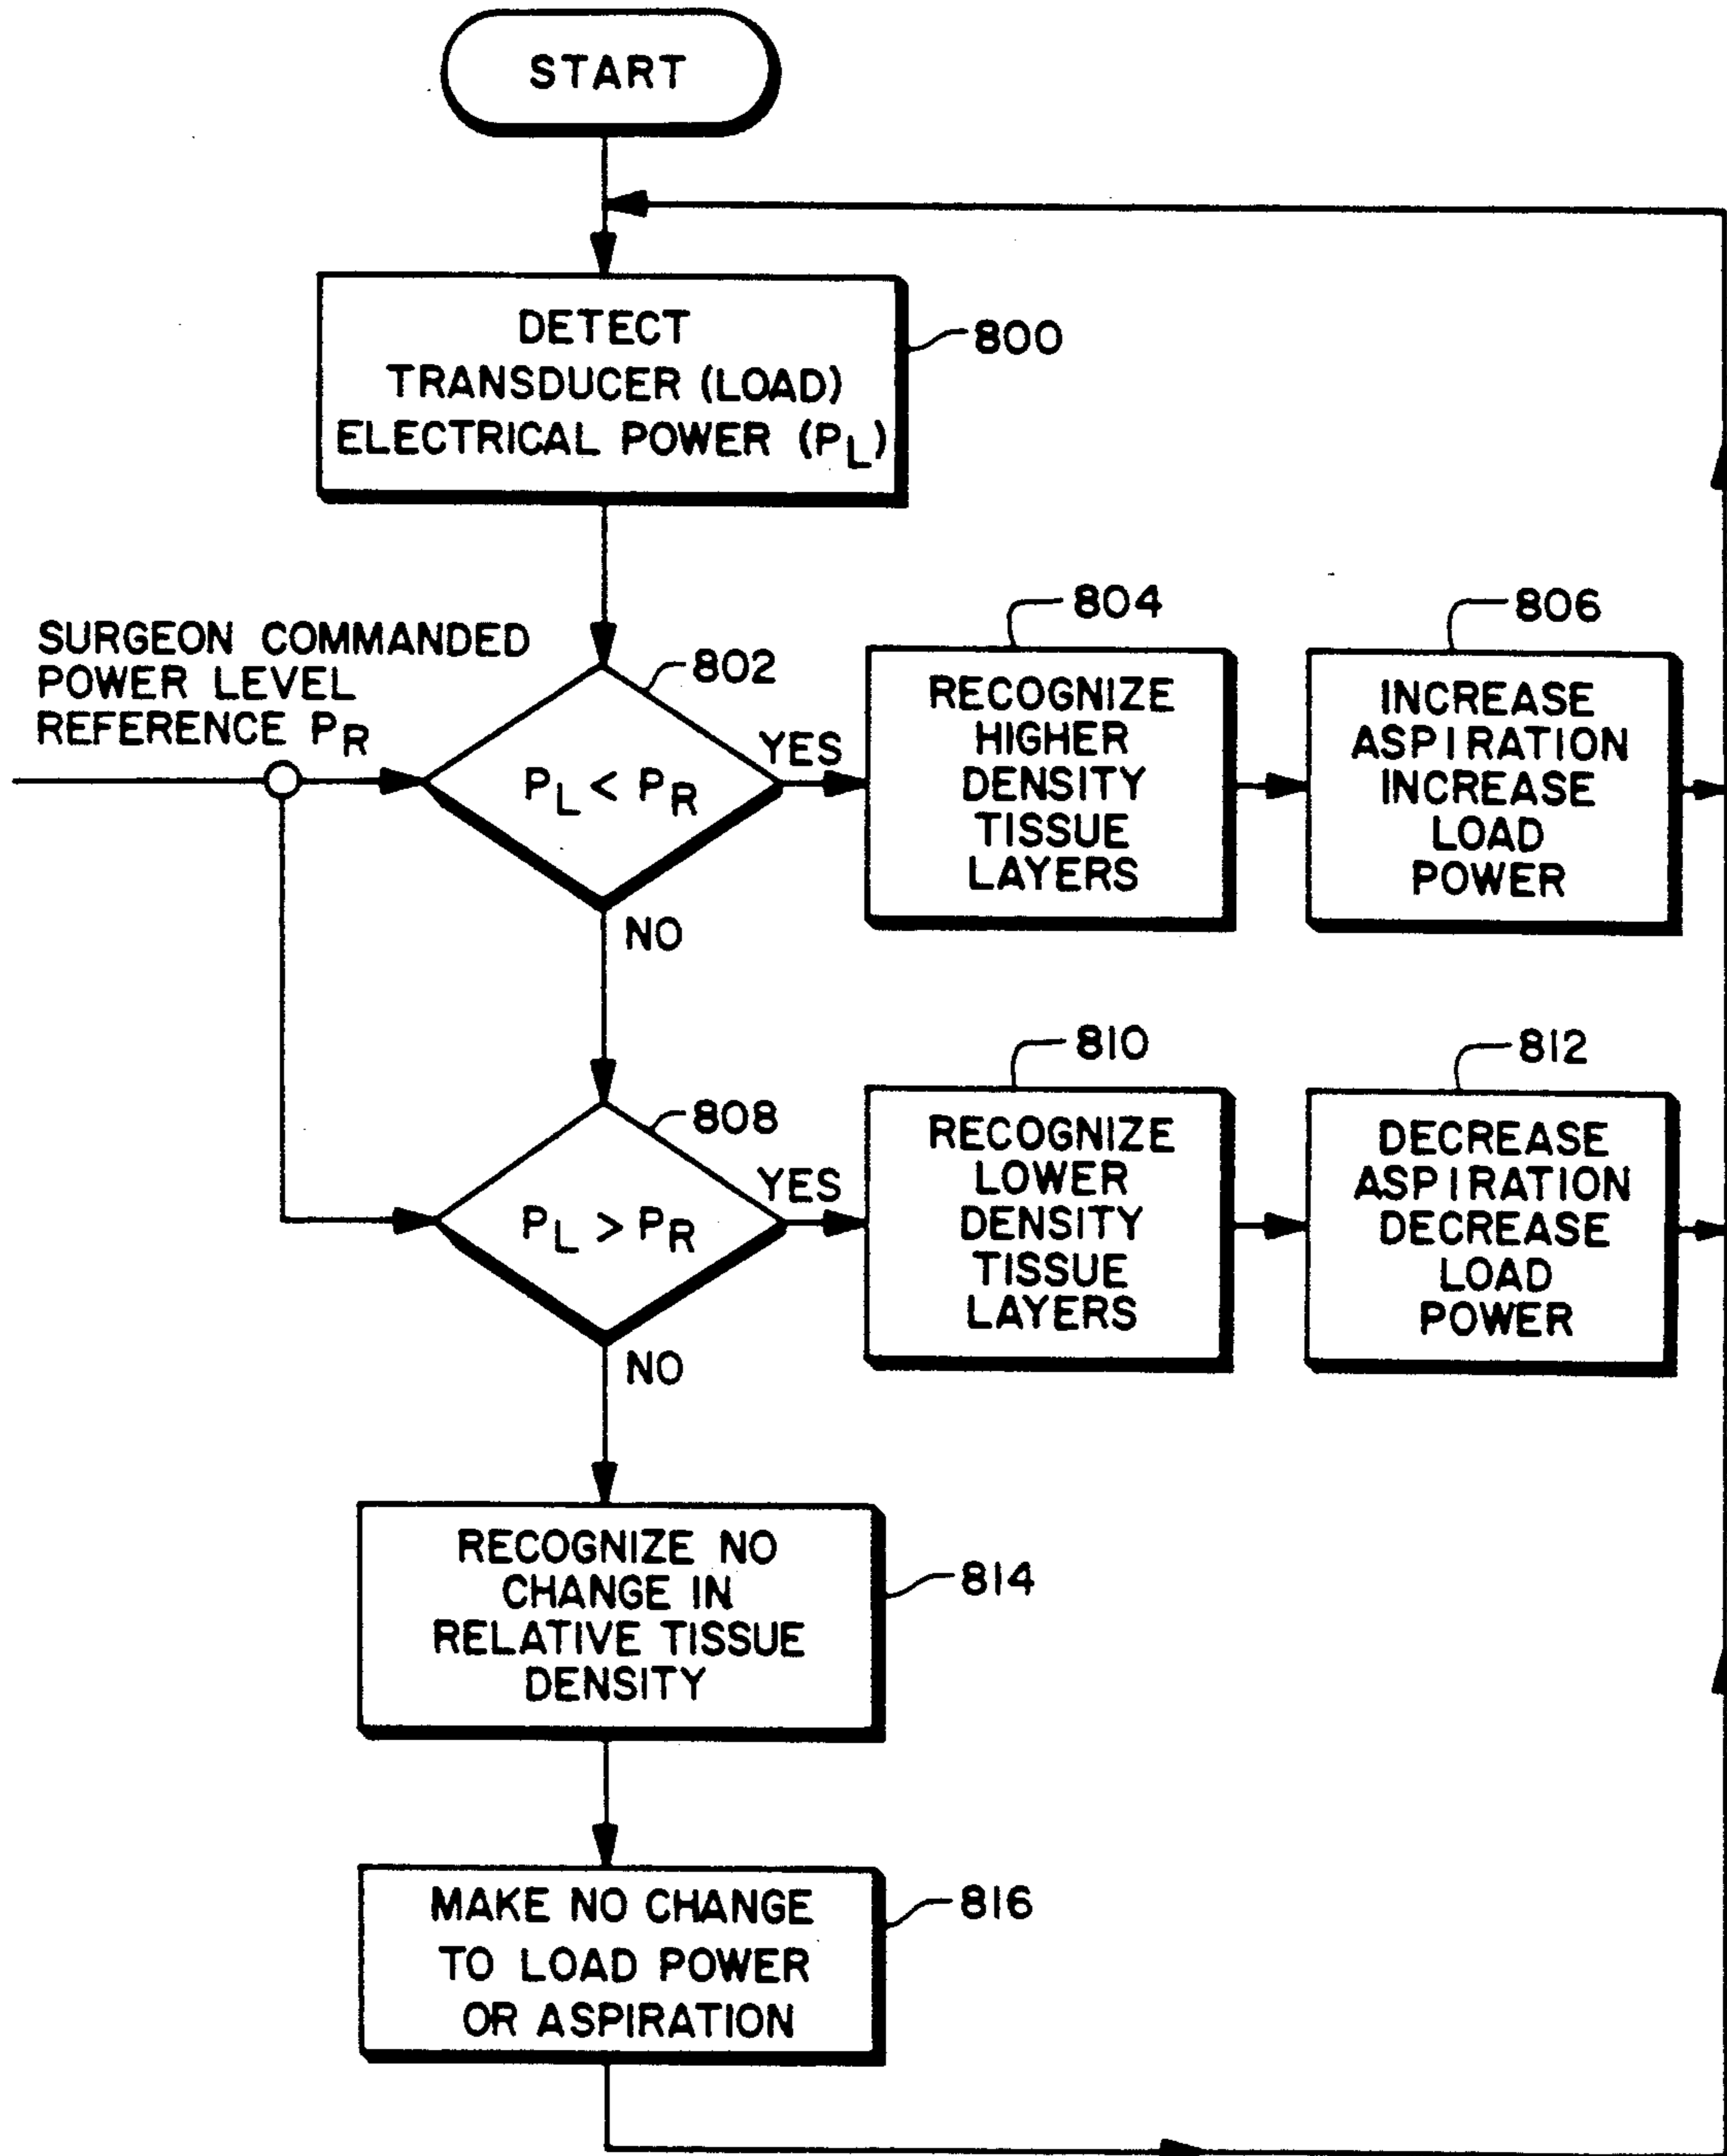 START
DETECT
TRANSDUCER (LOAD)
ELECTRICAL POWER (PL)
800
SURGEON COMMANDED
POWER LEVEL
REFERENCE PR
802
PL < PR
YES
NO
804
RECOGNIZE
HIGHER
DENSITY
TISSUE
LAYERS
806
INCREASE
ASPIRATION
INCREASE
LOAD
POWER
808
PL > PR
YES
NO
810
RECOGNIZE
LOWER
DENSITY
TISSUE
LAYERS
812
DECREASE
ASPIRATION
DECREASE
LOAD
POWER
RECOGNIZE NO
CHANGE IN
RELATIVE TISSUE
DENSITY
814
MAKE NO CHANGE
TO LOAD POWER
OR ASPIRATION
816